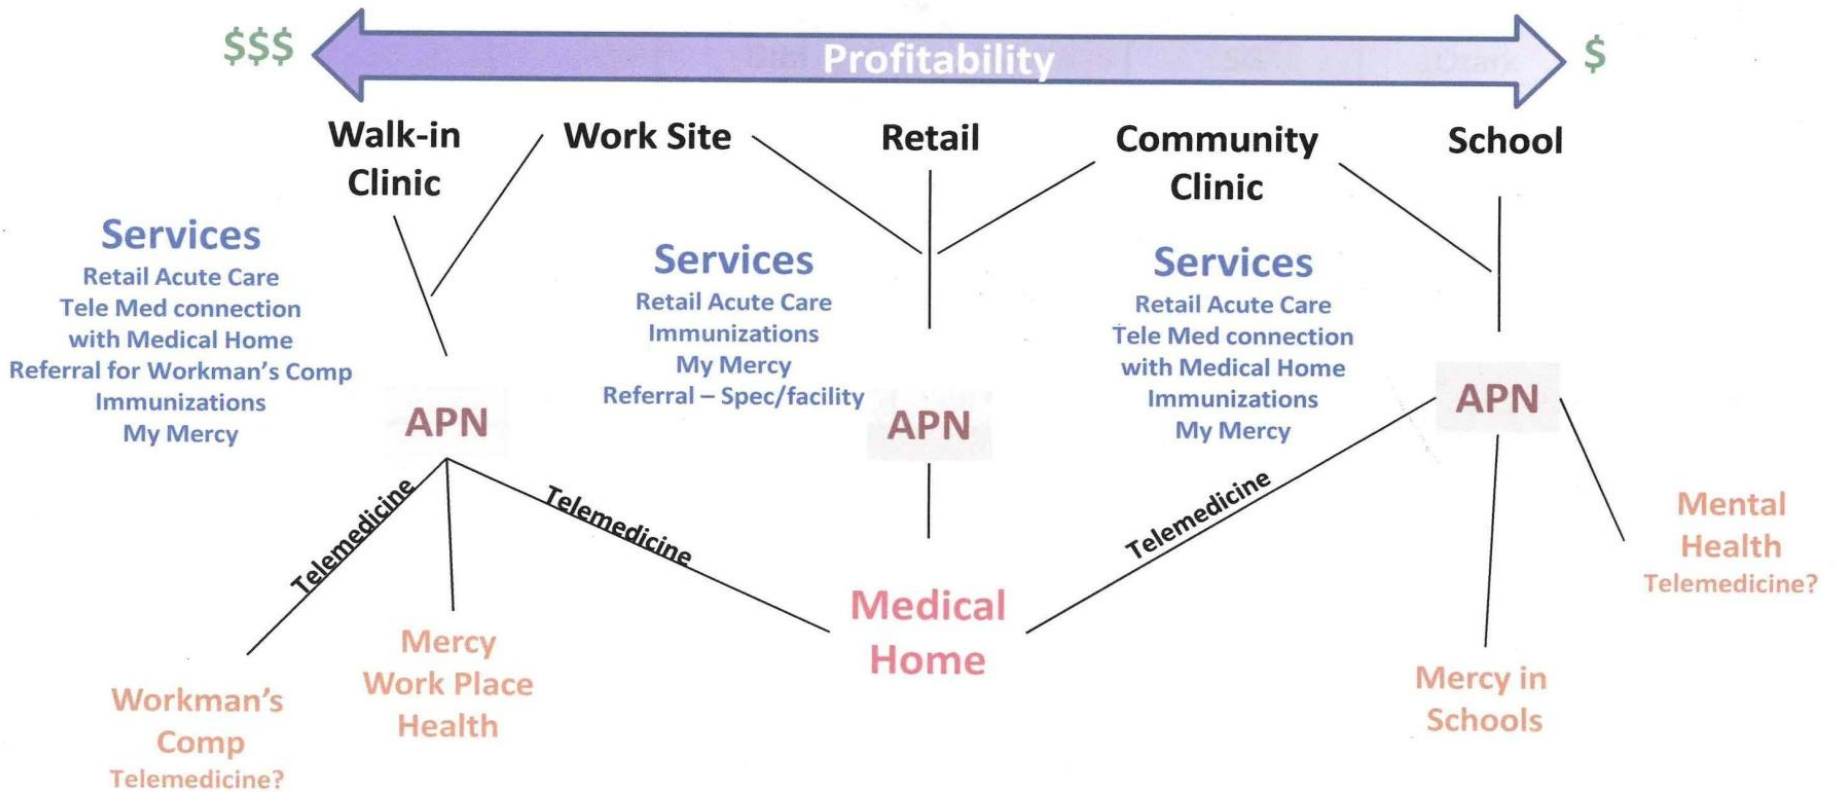 $$$
Profitability
$
Walk-in
Clinic
Work Site
Retail
Community
Clinic
School
Services
Retail Acute Care
Tele Med connection
with Medical Home
Referral for Workman's Comp
Immunizations
My Mercy
Services
Retail Acute Care
Immunizations
My Mercy
Referral – Spec/facility
Services
Retail Acute Care
Tele Med connection
with Medical Home
Immunizations
My Mercy
APN
APN
APN
Telemedicine
Telemedicine
Telemedicine
Workman's
Comp
Telemedicine?
Mercy
Work Place
Health
Medical
Home
Mercy in
Schools
Mental
Health
Telemedicine?